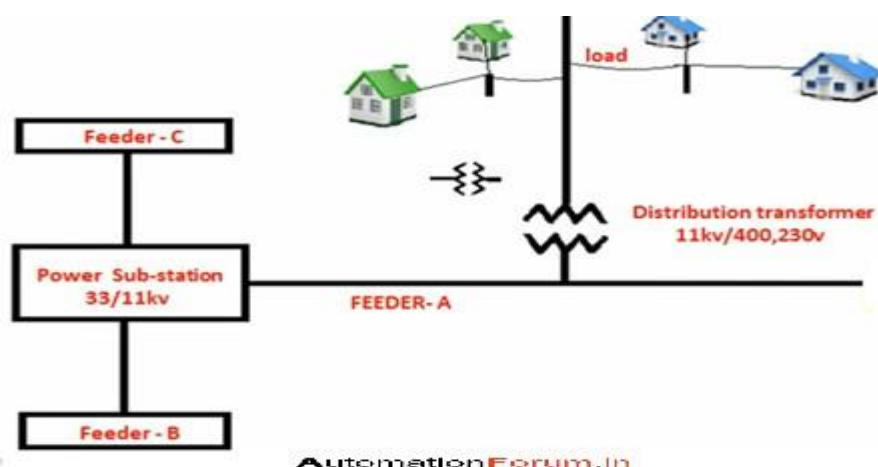 load
Feeder - C
Distribution transformer
11kv/400,230v
Power Sub-station
33/11kv
FEEDER- A
Feeder - B
AutomationForum.in